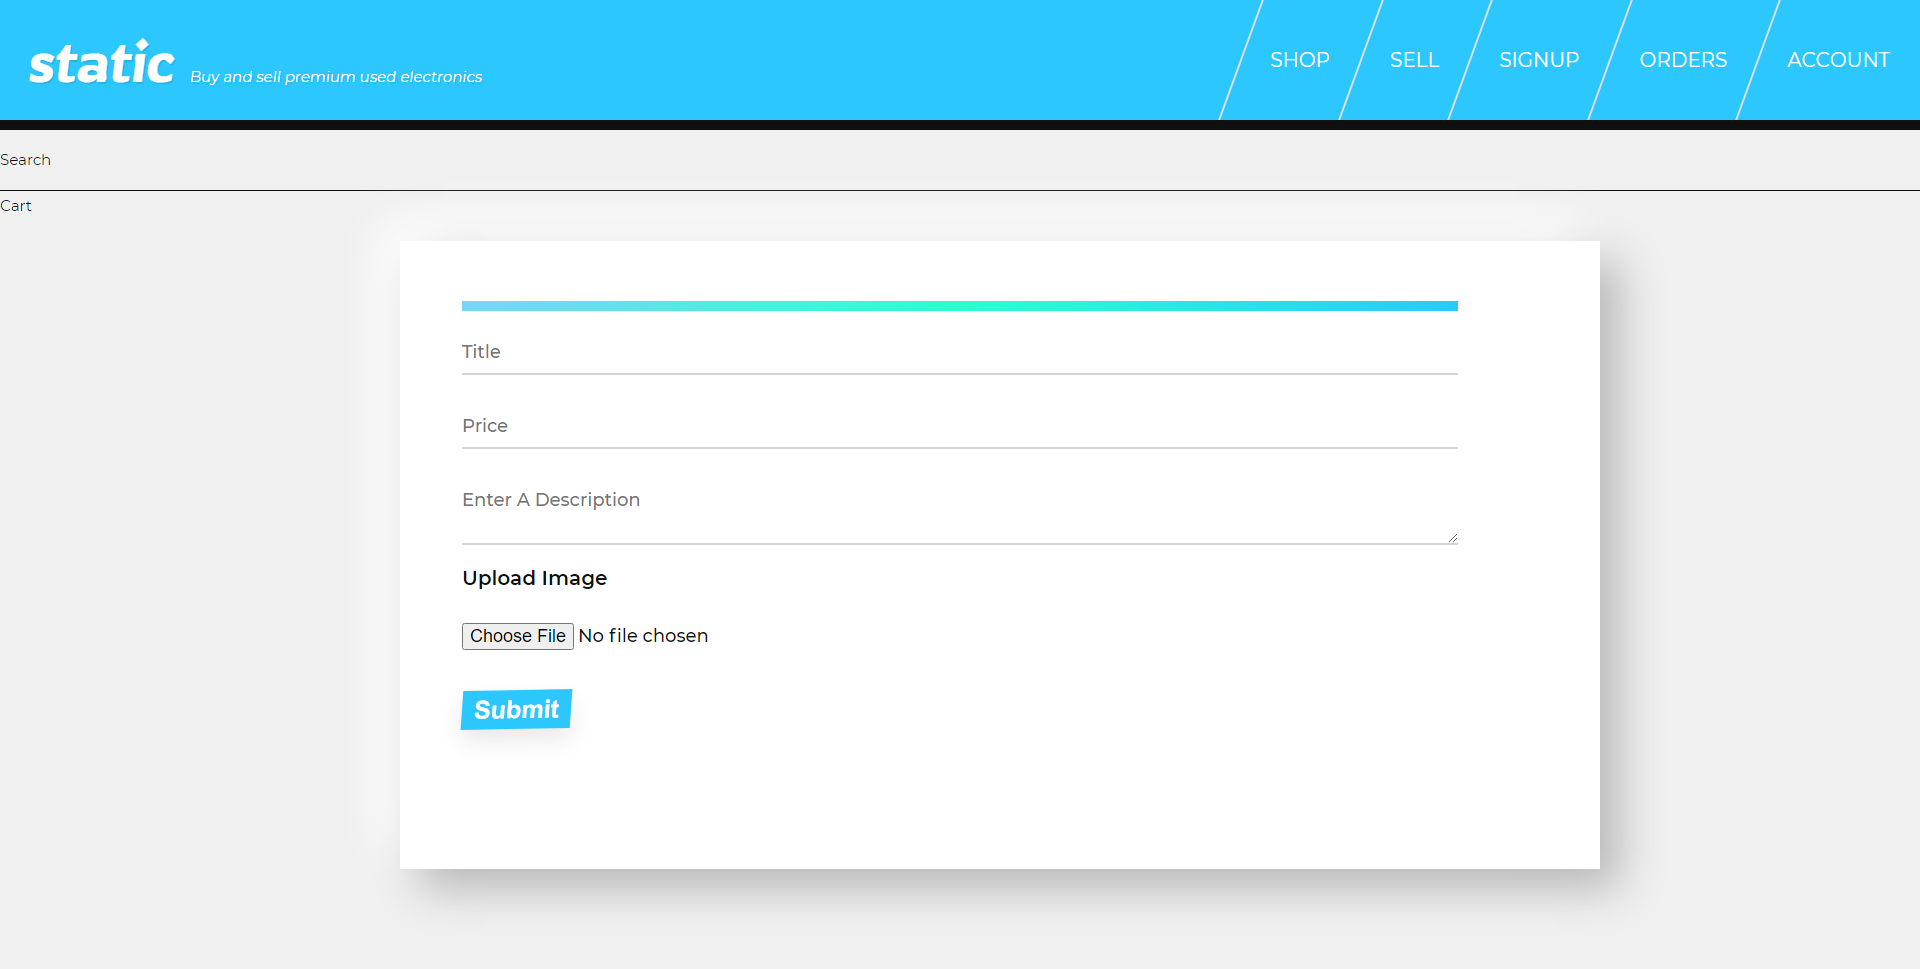 static Buy and sell premium used electronics SHOP SELL SIGNUP ORDERS ACCOUNT
Search
Cart
Title
Price
Enter A Description
Upload Image
Choose File No file chosen
Submit